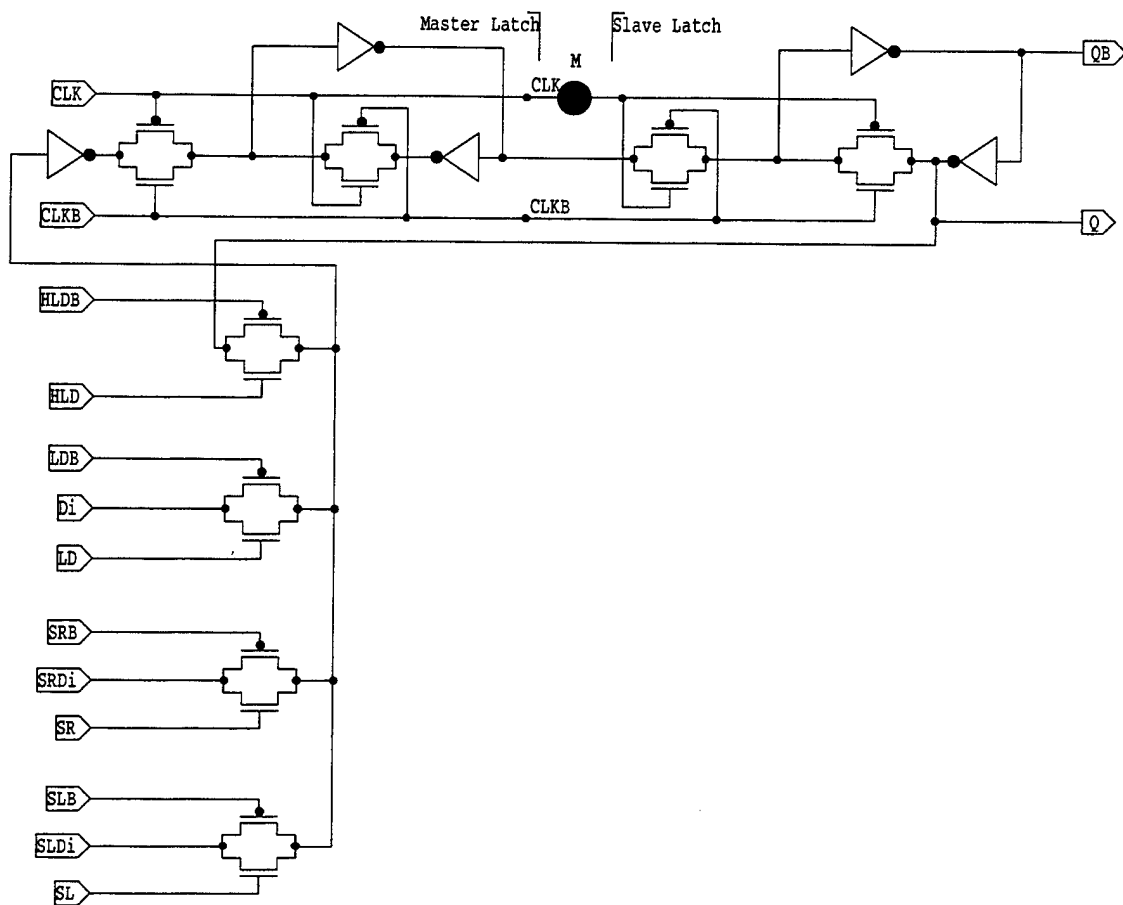 Master Latch
Slave Latch
M
QB
CLK
CLK
CLKB
CLKB
Q
HLDB
HLD
LDB
Di
LD
SRB
SRDi
SR
SLB
SLDi
SL